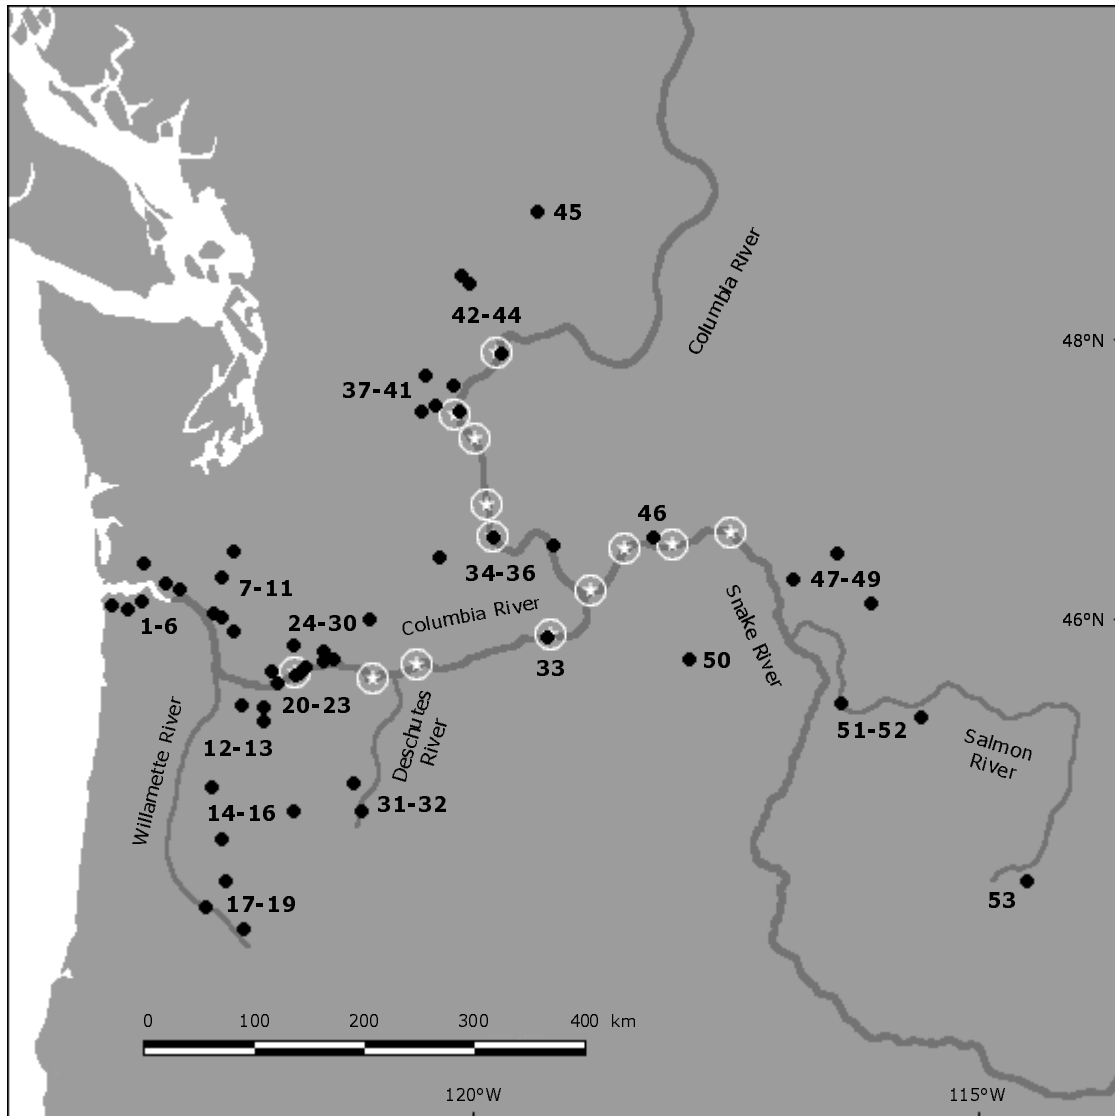 45
Columbia River
42-44
48°N
37-41
46
34-36
47-49
7-11
Columbia River
24-30
1-6
46°N
33
50
Snake River
20-23
Willamette River
12-13
Deschutes
River
51-52
Salmon
River
31-32
14-16
17-19
53
0 100 200 300 400 km
120°W
115°W